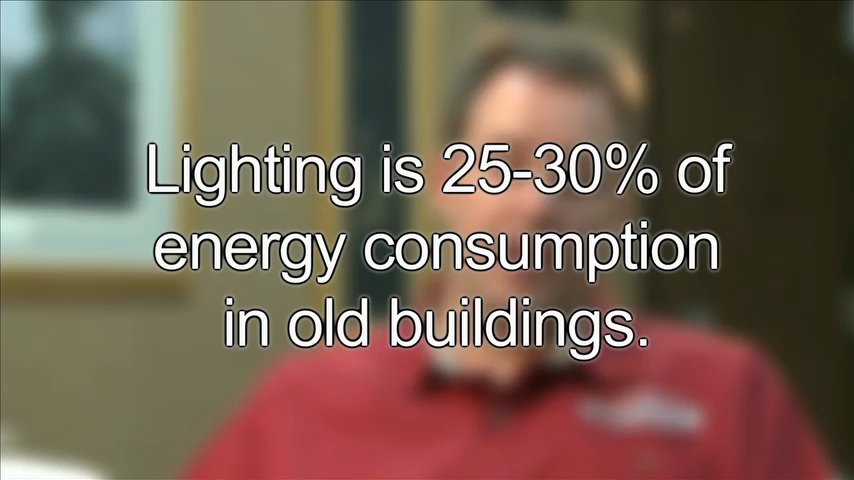 Lighting is 25-30% of
energy consumption
in old buildings.